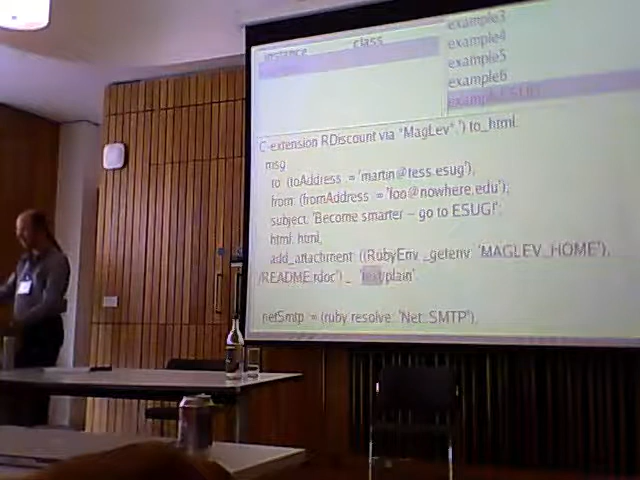 instance class
example3
example4
example5
example6
C-extension RDiscount via "MagLev".') to_html.
msg
to: (toAddress := 'martin@tess.esug'),
from: (fromAddress := 'foo@nowhere.edu');
subject: 'Become smarter -- go to ESUG!'
html: html,
add_attachment: ((RubyEnv _getenv: 'MAGLEV_HOME'),
'/README.rdoc') _: 'text/plain'
netSmtp := (ruby resolve: 'Net::SMTP').